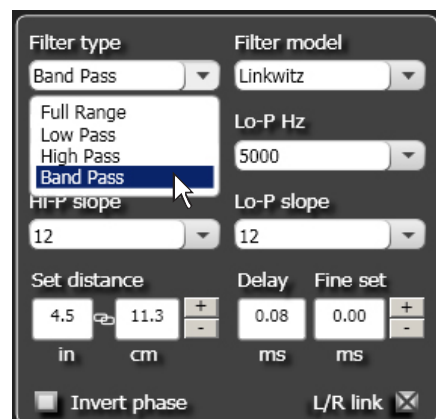 Filter type Filter model
Band Pass Linkwitz
Full Range
Low Pass Lo-P Hz
High Pass 5000
Band Pass
Hi-P slope Lo-P slope
12 12
Set distance Delay Fine set
4.5 11.3 + - 0.08 0.00 + -
in cm ms ms
Invert phase L/R link